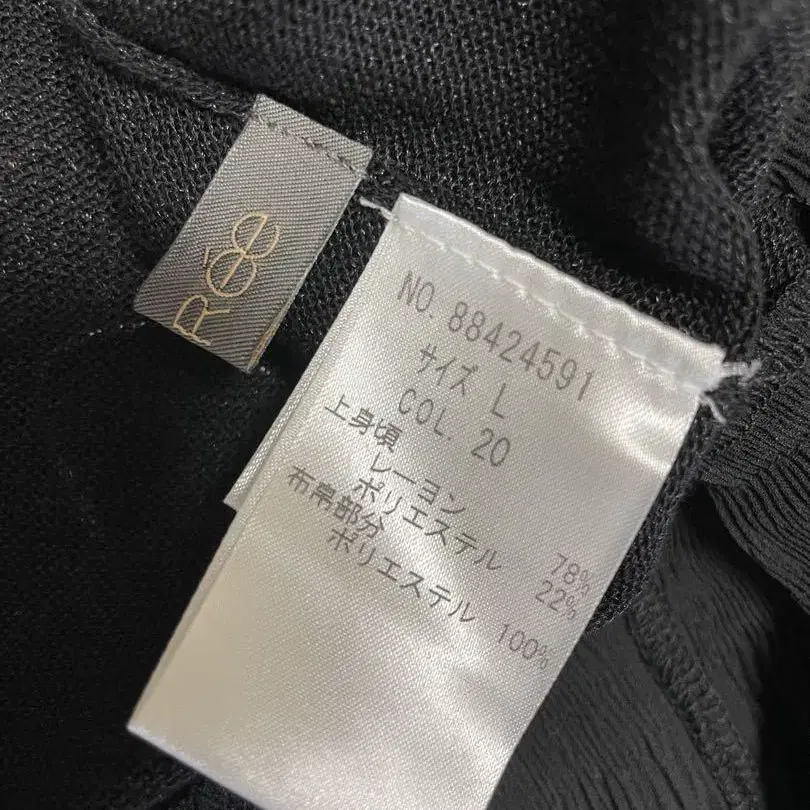 Rêē
NO. 88424591
サイズ L
COL. 20
上身頃
レーヨン 78%
ポリエステル 22%
布帛部分
ポリエステル 100%